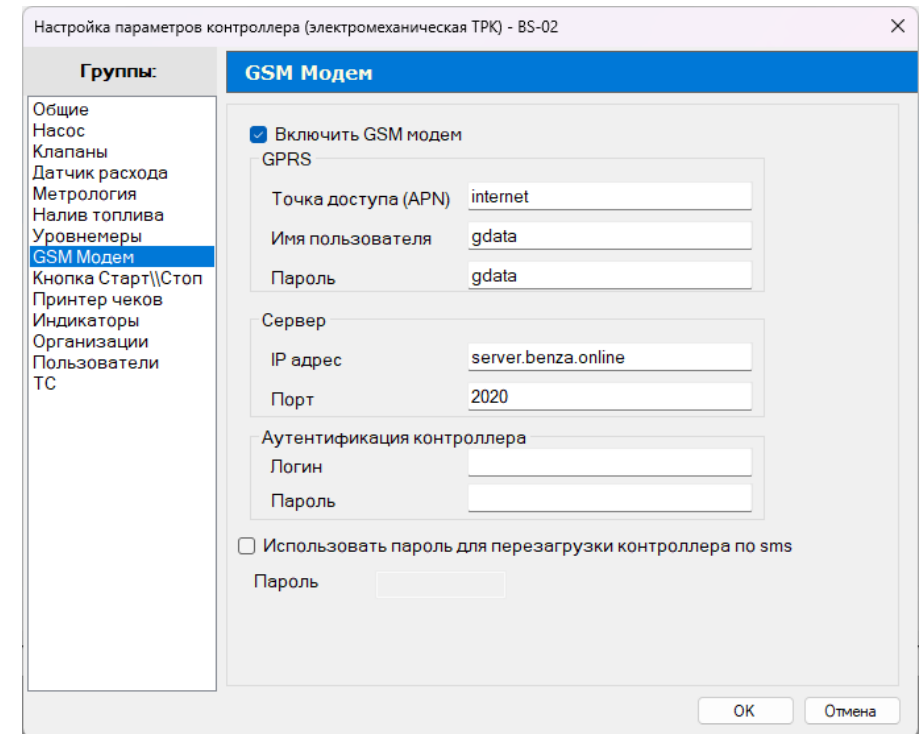 Настройка параметров контроллера (электромеханическая ТРК) - BS-02
Группы:
Общие
Насос
Клапаны
Датчик расхода
Метрология
Налив топлива
Уровнемеры
GSM Модем
Кнопка Старт\\Стоп
Принтер чеков
Индикаторы
Организации
Пользователи
ТС
GSM Модем
Включить GSM модем
GPRS
Точка доступа (APN) internet
Имя пользователя gdata
Пароль gdata
Сервер
IP адрес server.benza.online
Порт 2020
Аутентификация контроллера
Логин
Пароль
Использовать пароль для перезагрузки контроллера по sms
Пароль
OK Отмена